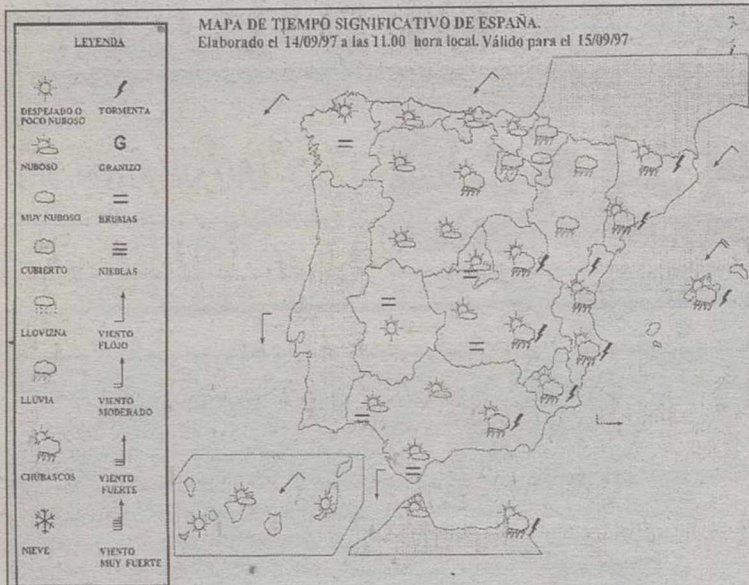 MAPA DE TIEMPO SIGNIFICATIVO DE ESPAÑA.
Elaborado el 14/09/97 a las 11.00 hora local. Válido para el 15/09/97
LEYENDA
DESPEJADO O
POCO NUBOSO
TORMENTA
NUBOSO
G
GRANIZO
MUY NUBOSO
BRUMAS
CUBIERTO
NIEBLAS
LLOVIZNA
VIENTO
FLOJO
LLUVIA
VIENTO
MODERADO
CHUBASCOS
VIENTO
FUERTE
NIEVE
VIENTO
MUY FUERTE